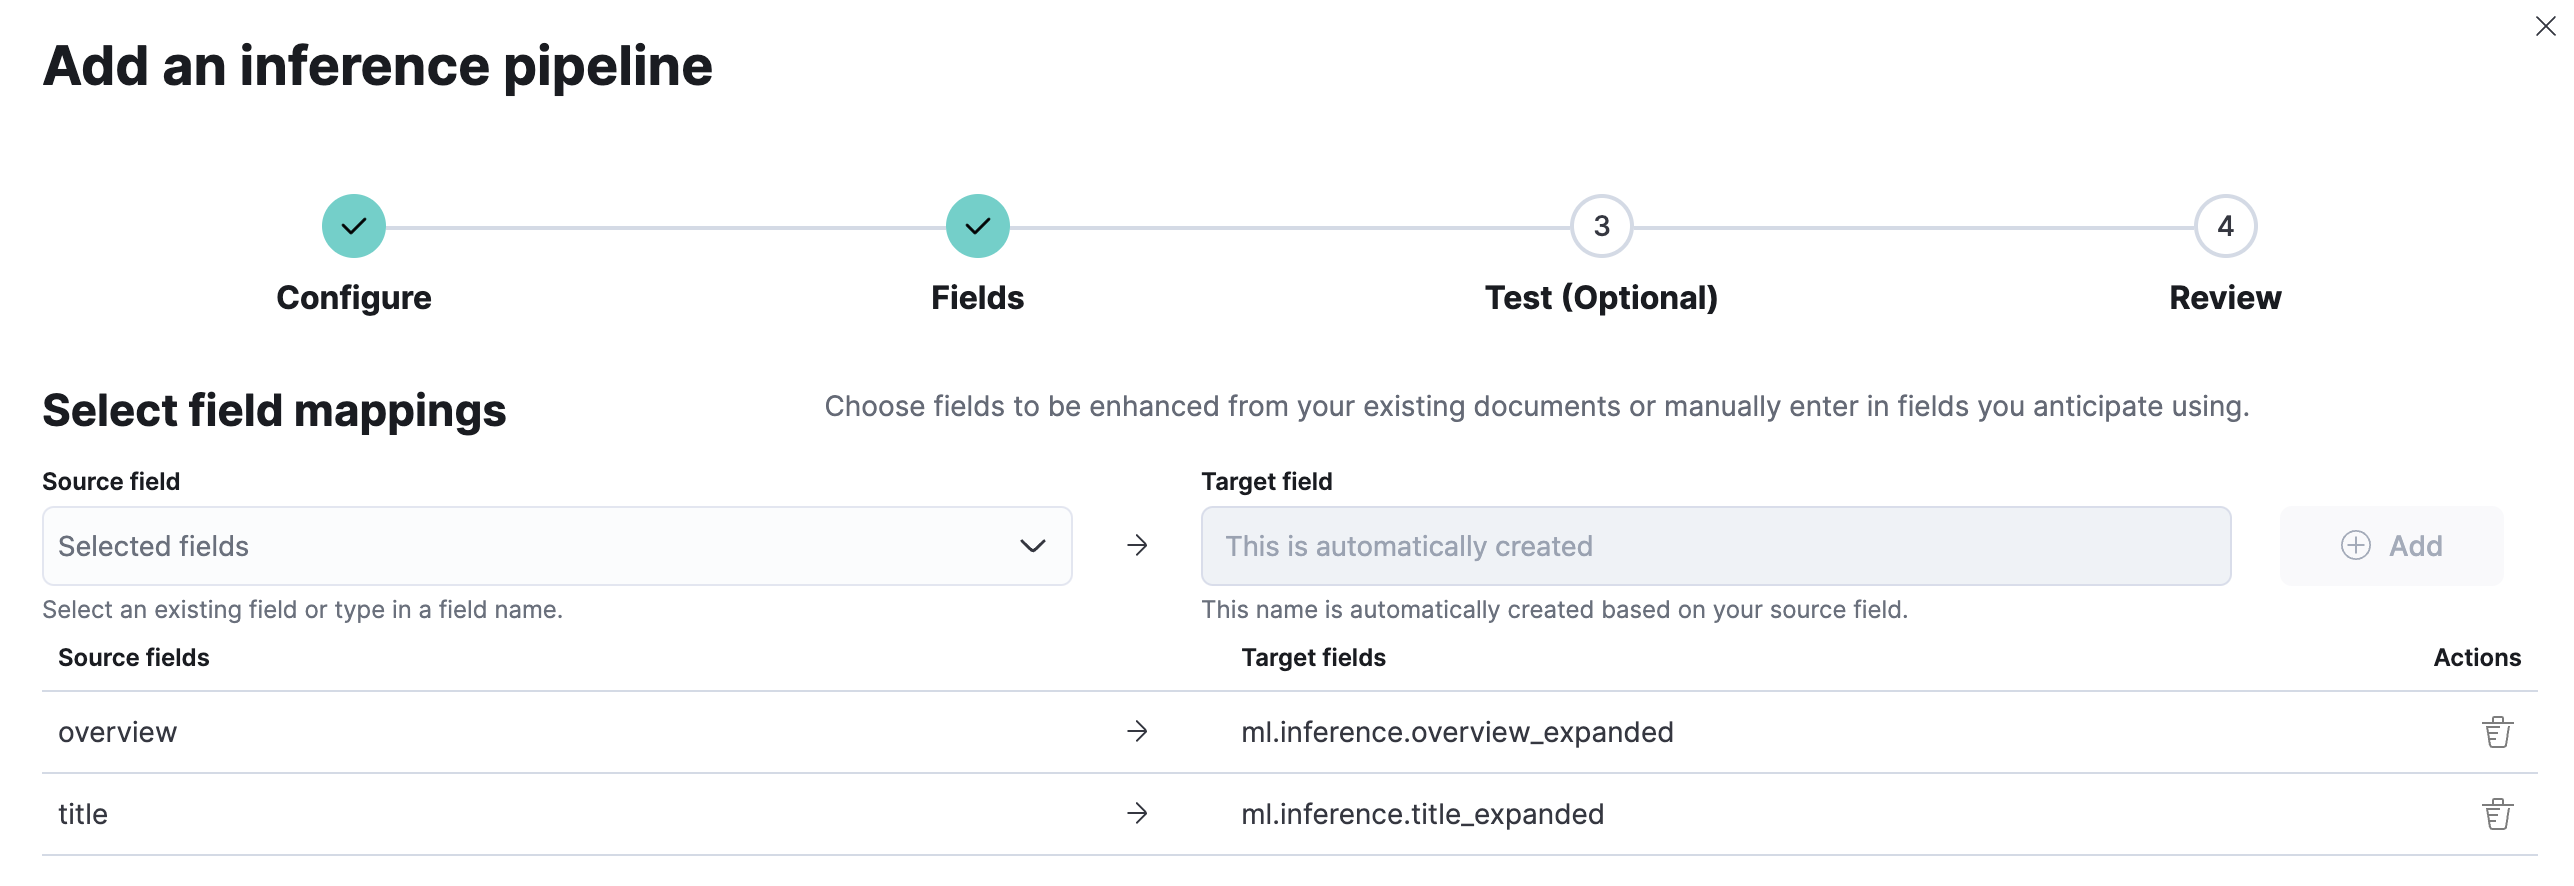 Add an inference pipeline
3
4
Configure
Fields
Test (Optional)
Review
Select field mappings
Choose fields to be enhanced from your existing documents or manually enter in fields you anticipate using.
Source field
Target field
Selected fields
This is automatically created
Add
Select an existing field or type in a field name.
This name is automatically created based on your source field.
Source fields
Target fields
Actions
overview
ml.inference.overview_expanded
title
ml.inference.title_expanded